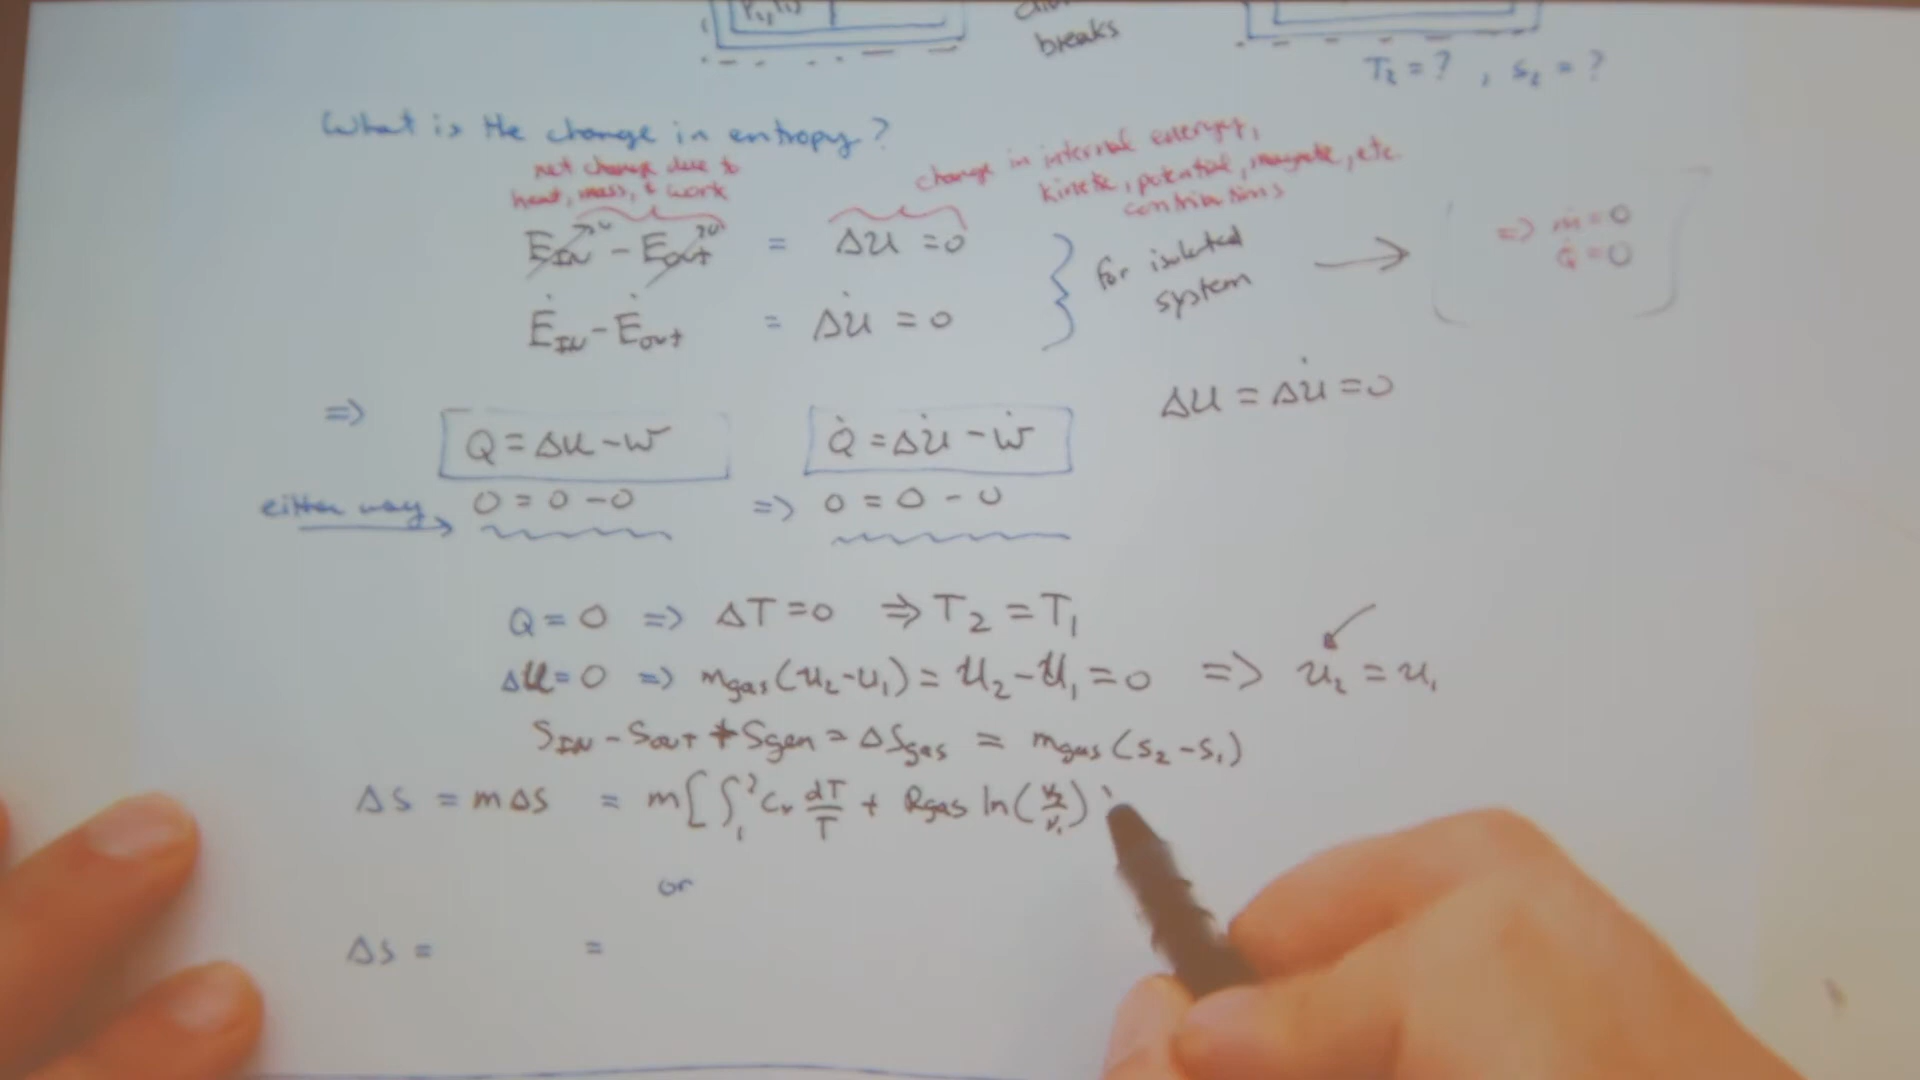 P₁, T₁
breaks
T₂ = ? , s₂ = ?
What is the change in entropy?
net change due to
heat, mass, & work
change in internal energy,
kinetic, potential, magnetic, etc.
contributions
E_IN - E_OUT = ΔU = 0
Ė_IN - Ė_OUT = ΔU̇ = 0
for isolated
system
=> ṁ = 0
Q̇ = 0
ΔU = ΔU̇ = 0
=> Q = ΔU - W Q̇ = ΔU̇ - Ẇ
either way 0 = 0 - 0 => 0 = 0 - 0
Q = 0 => ΔT = 0 => T₂ = T₁
ΔU = 0 => m_gas (u₂ - u₁) = U₂ - U₁ = 0 => u₂ = u₁
S_IN - S_OUT + S_gen = ΔS_gas = m_gas (s₂ - s₁)
ΔS = mΔs = m[∫₁² Cv dT/T + R_gas ln(v₂/v₁)
or
ΔS = =